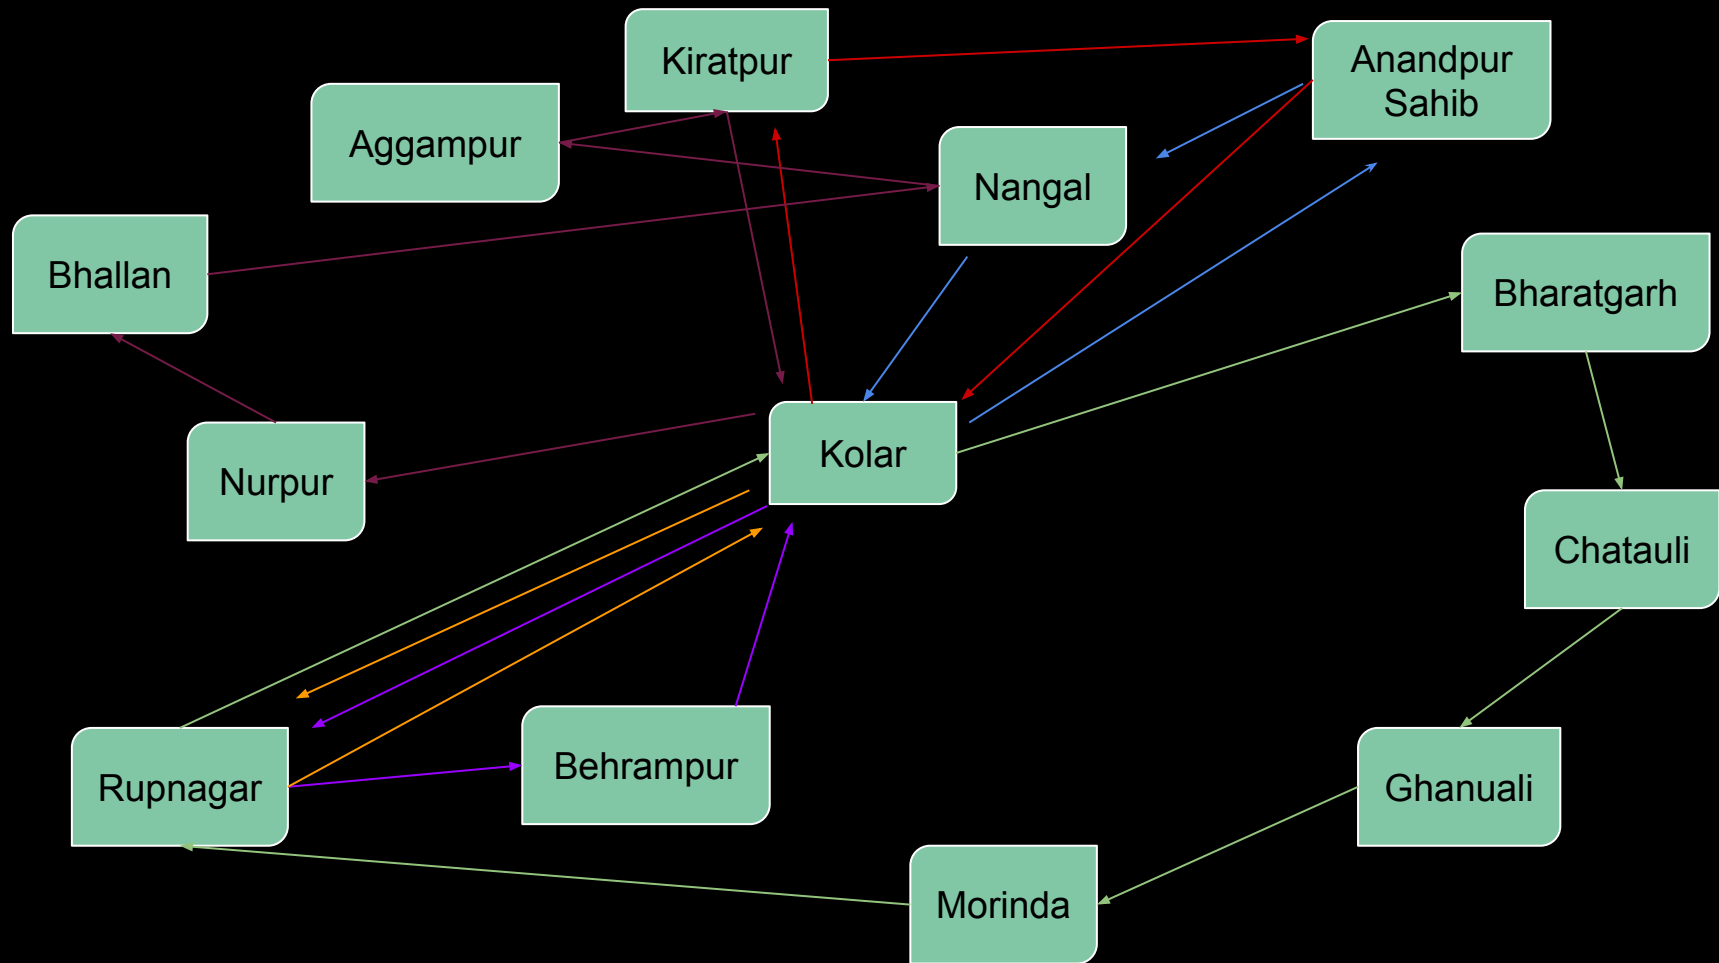 Kiratpur
Anandpur
Sahib
Aggampur
Nangal
Bhallan
Bharatgarh
Kolar
Nurpur
Chatauli
Behrampur
Rupnagar
Ghanuali
Morinda